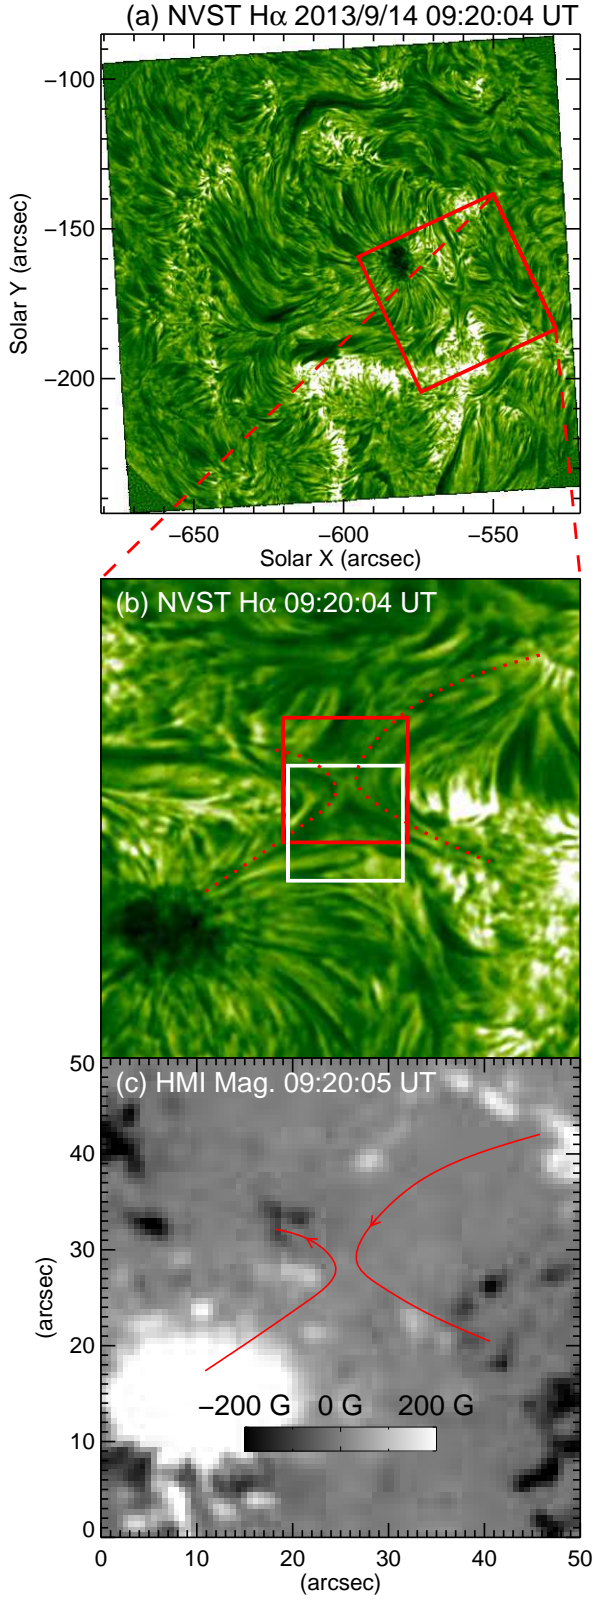 (a) NVST Hα 2013/9/14 09:20:04 UT
−100
−150
−200
Solar Y (arcsec)
−650 −600 −550
Solar X (arcsec)
(b) NVST Hα 09:20:04 UT
(c) HMI Mag. 09:20:05 UT
50
40
30
20
10
0
(arcsec)
−200 G 0 G 200 G
0 10 20 30 40 50
(arcsec)